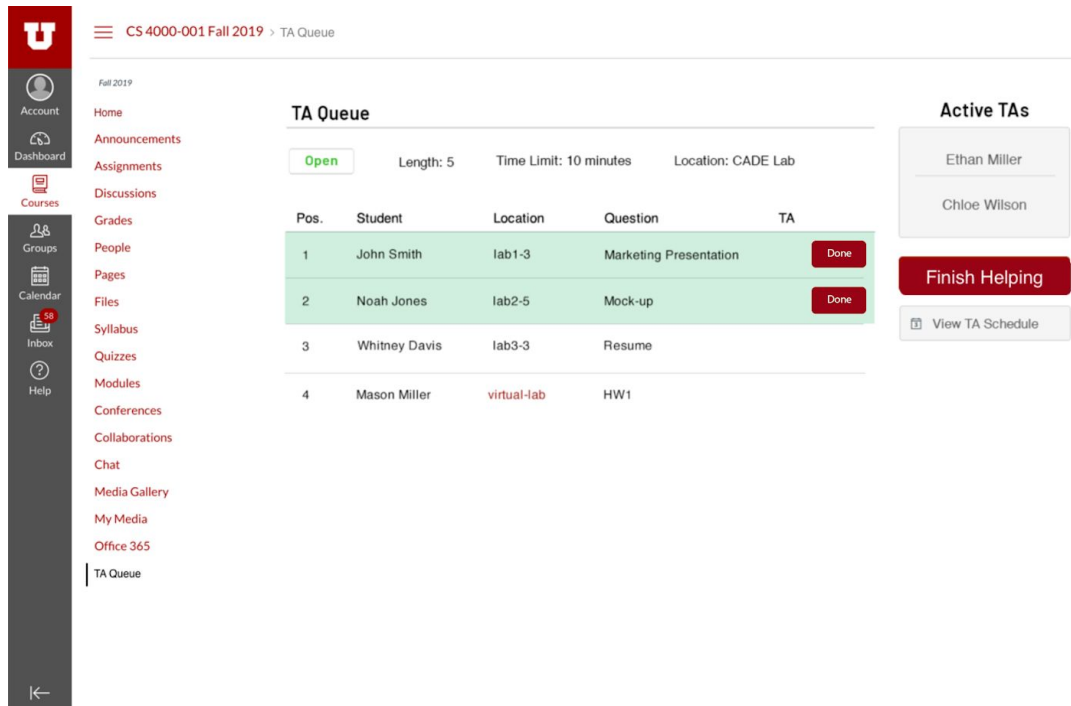 U
CS 4000-001 Fall 2019 > TA Queue
Account
Dashboard
Courses
Groups
Calendar
58
Inbox
Help
Fall 2019
Home
Announcements
Assignments
Discussions
Grades
People
Pages
Files
Syllabus
Quizzes
Modules
Conferences
Collaborations
Chat
Media Gallery
My Media
Office 365
TA Queue
TA Queue
Open Length: 5 Time Limit: 10 minutes Location: CADE Lab
Pos. Student Location Question TA
1 John Smith lab1-3 Marketing Presentation Done
2 Noah Jones lab2-5 Mock-up Done
3 Whitney Davis lab3-3 Resume
4 Mason Miller virtual-lab HW1
Active TAs
Ethan Miller
Chloe Wilson
Finish Helping
View TA Schedule